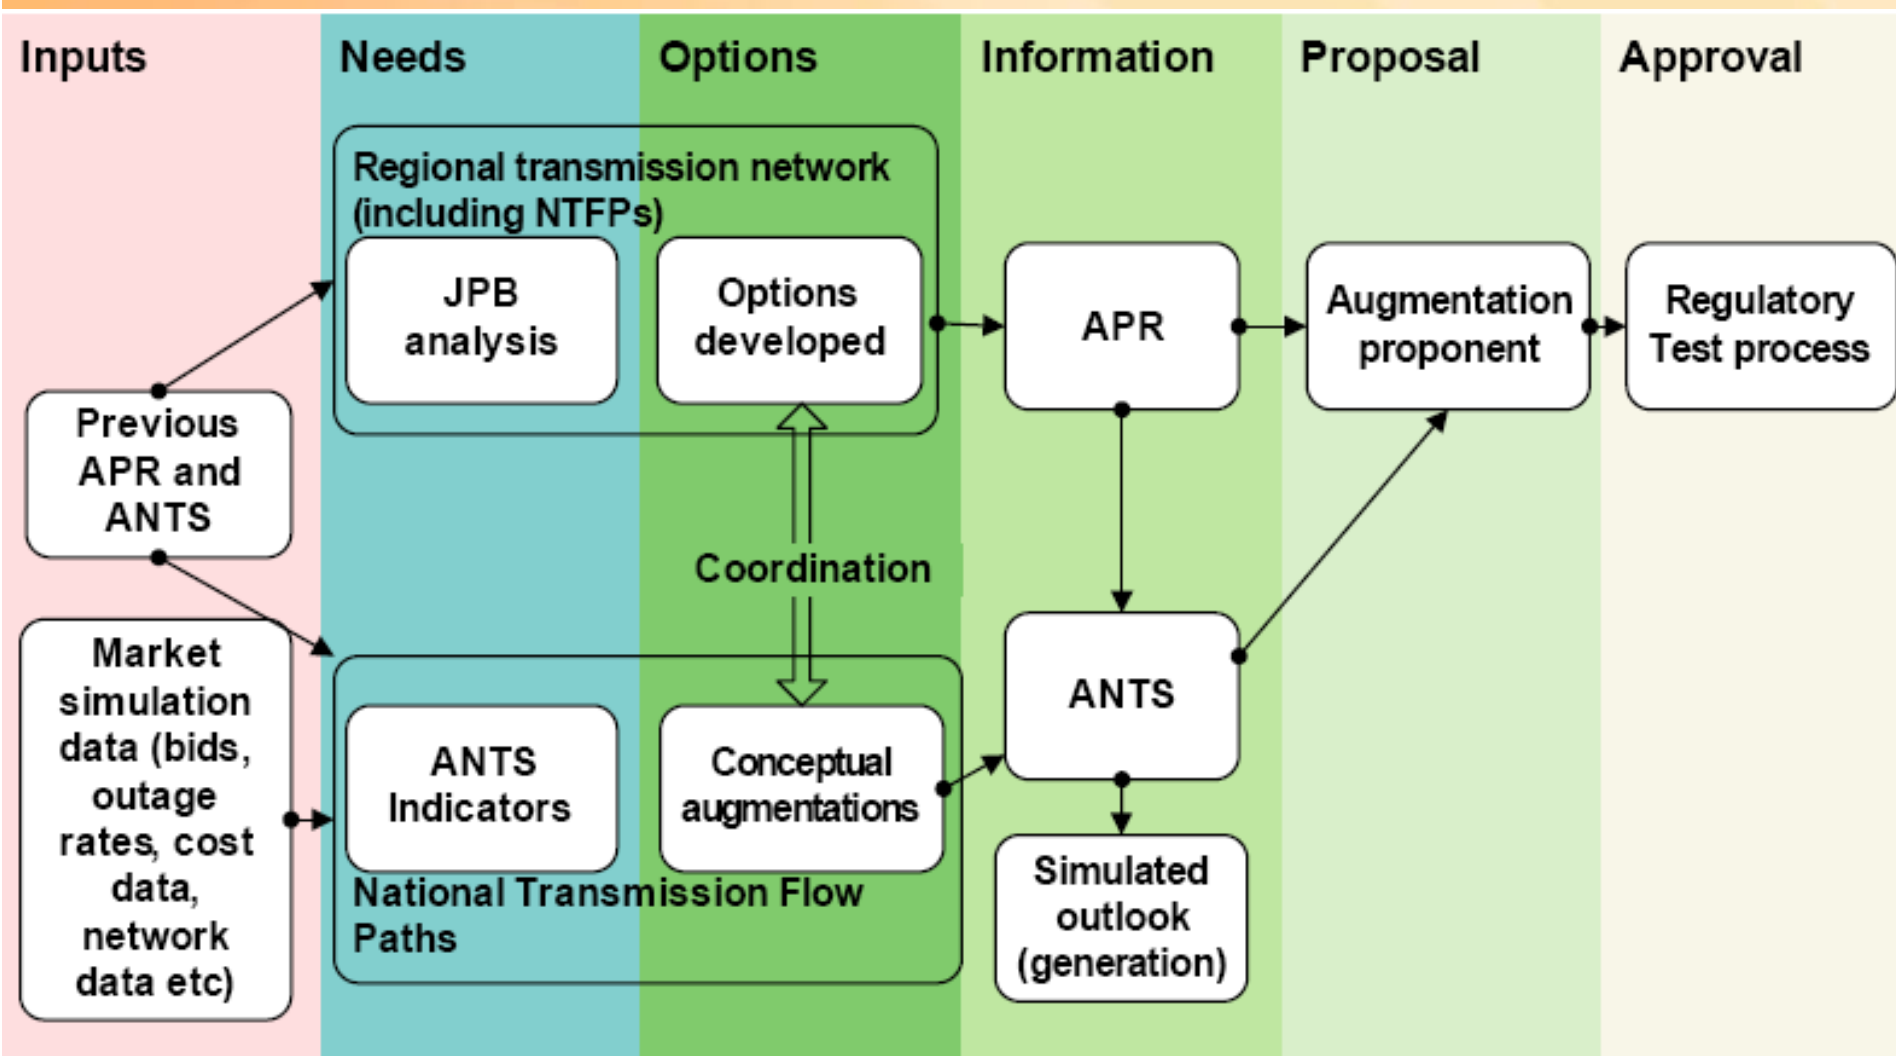 Inputs
Needs
Options
Information
Proposal
Approval
Regional transmission network
(including NTFPs)
JPB
analysis
Options
developed
APR
Augmentation
proponent
Regulatory
Test process
Previous
APR and
ANTS
Coordination
Market
simulation
data (bids,
outage
rates, cost
data,
network
data etc)
ANTS
Indicators
Conceptual
augmentations
National Transmission Flow
Paths
ANTS
Simulated
outlook
(generation)